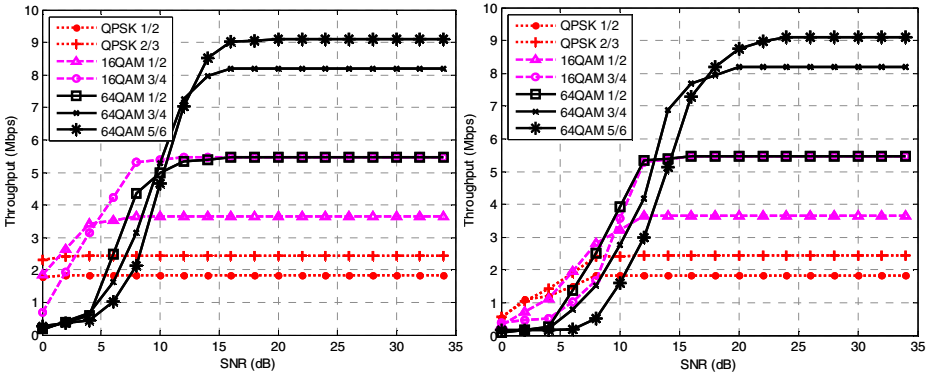 QPSK 1/2
QPSK 2/3
16QAM 1/2
16QAM 3/4
64QAM 1/2
64QAM 3/4
64QAM 5/6
10
9
8
7
6
5
4
3
2
1
0
Throughput (Mbps)
0 5 10 15 20 25 30 35
SNR (dB)
QPSK 1/2
QPSK 2/3
16QAM 1/2
16QAM 3/4
64QAM 1/2
64QAM 3/4
64QAM 5/6
10
9
8
7
6
5
4
3
2
1
0
Throughput (Mbps)
0 5 10 15 20 25 30 35
SNR (dB)